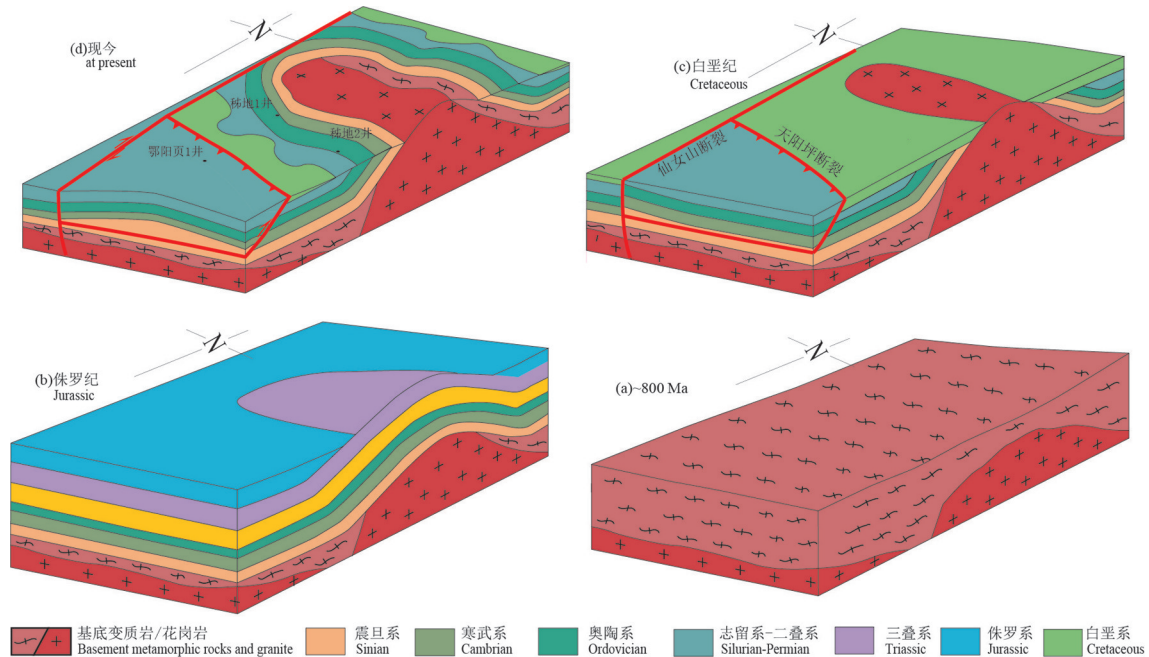 (d)现今
at present
N
秭地1井
秭地2井
鄂阳页1井
(c)白垩纪
Cretaceous
N
仙女山断裂
天阳坪断裂
(b)侏罗纪
Jurassic
N
(a)~800 Ma
N
基底变质岩/花岗岩
Basement metamorphic rocks and granite
震旦系
Sinian
寒武系
Cambrian
奥陶系
Ordovician
志留系-二叠系
Silurian-Permian
三叠系
Triassic
侏罗系
Jurassic
白垩系
Cretaceous